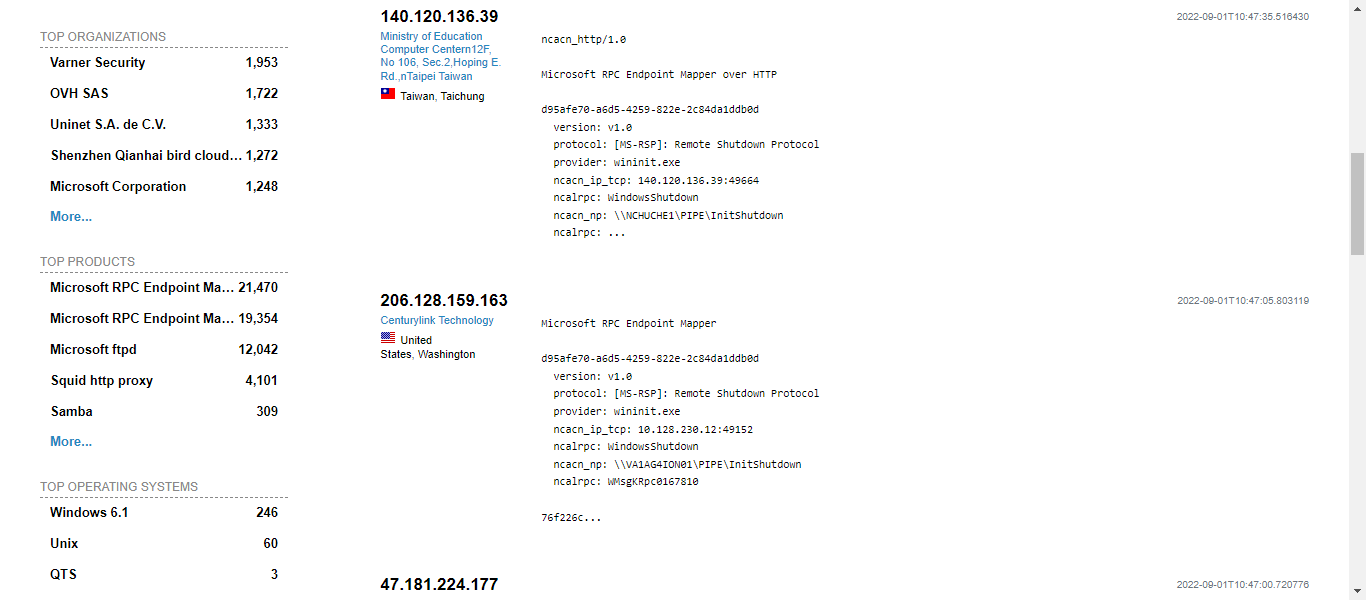 TOP ORGANIZATIONS
Varner Security 1,953
OVH SAS 1,722
Uninet S.A. de C.V. 1,333
Shenzhen Qianhai bird cloud... 1,272
Microsoft Corporation 1,248
More...
TOP PRODUCTS
Microsoft RPC Endpoint Ma... 21,470
Microsoft RPC Endpoint Ma... 19,354
Microsoft ftpd 12,042
Squid http proxy 4,101
Samba 309
More...
TOP OPERATING SYSTEMS
Windows 6.1 246
Unix 60
QTS 3
140.120.136.39
2022-09-01T10:47:35.516430
Ministry of Education
Computer Centern12F,
No 106, Sec.2,Hoping E.
Rd.,nTaipei Taiwan
Taiwan, Taichung
ncacn_http/1.0
Microsoft RPC Endpoint Mapper over HTTP
d95afe70-a6d5-4259-822e-2c84da1ddb0d
version: v1.0
protocol: [MS-RSP]: Remote Shutdown Protocol
provider: wininit.exe
ncacn_ip_tcp: 140.120.136.39:49664
ncalrpc: WindowsShutdown
ncacn_np: \\NCHUCHE1\PIPE\InitShutdown
ncalrpc: ...
206.128.159.163
2022-09-01T10:47:05.803119
Centurylink Technology
United
States, Washington
Microsoft RPC Endpoint Mapper
d95afe70-a6d5-4259-822e-2c84da1ddb0d
version: v1.0
protocol: [MS-RSP]: Remote Shutdown Protocol
provider: wininit.exe
ncacn_ip_tcp: 10.128.230.12:49152
ncalrpc: WindowsShutdown
ncacn_np: \\VA1AG4ION01\PIPE\InitShutdown
ncalrpc: WMsgKRpc0167810
76f226c...
47.181.224.177
2022-09-01T10:47:00.720776